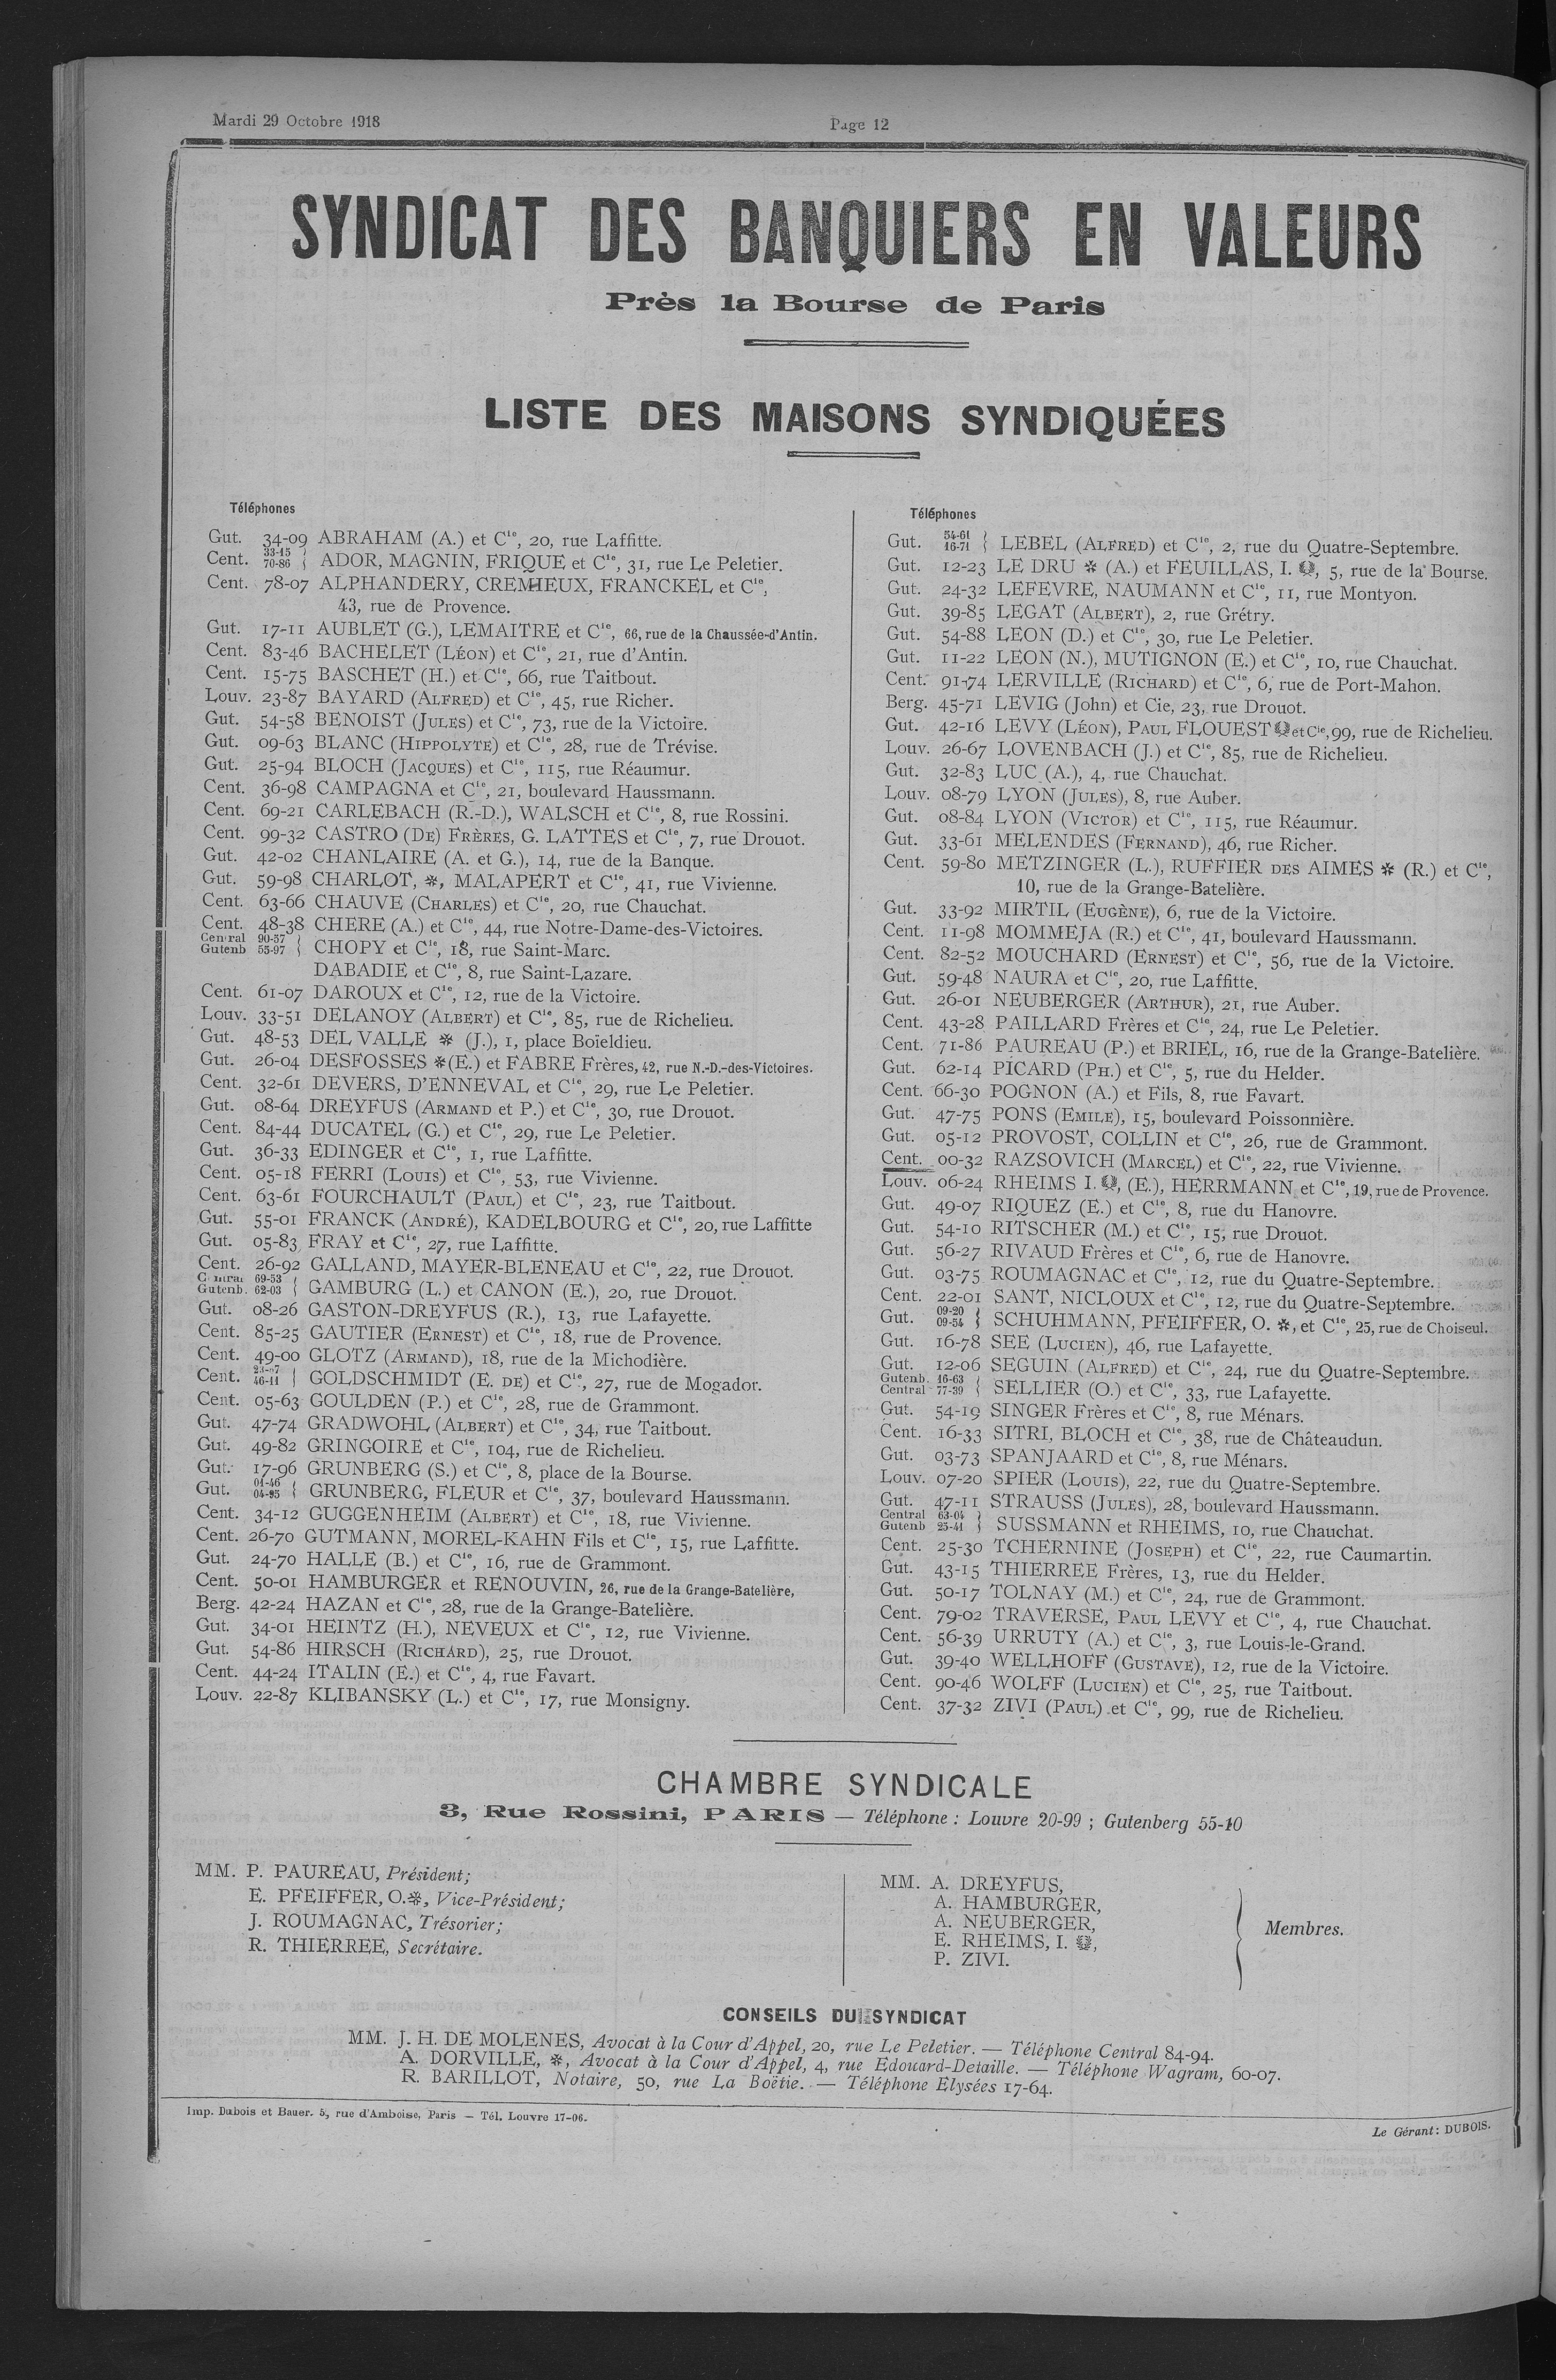 Mardi 29 Octobre 1918
Page 12
SYNDICAT DES BANQUIERS EN VALEURS
Près la Bourse de Paris
LISTE DES MAISONS SYNDIQUÉES
Téléphones
Gut. 34-09 ABRAHAM (A.) et Cie, 20, rue Laffitte.
Cent. 33-15 70-86 { ADOR, MAGNIN, FRIQUE et Cie, 31, rue Le Peletier.
Cent. 78-07 ALPHANDERY, CREMIEUX, FRANCKEL et Cie,
43, rue de Provence.
Gut. 17-11 AUBLET (G.), LEMAITRE et Cie, 66, rue de la Chaussée-d'Antin.
Cent. 83-46 BACHELET (LÉON) et Cie, 21, rue d'Antin.
Cent. 15-75 BASCHET (H.) et Cie, 66, rue Taitbout.
Louv. 23-87 BAYARD (ALFRED) et Cie, 45, rue Richer.
Gut. 54-58 BENOIST (JULES) et Cie, 73, rue de la Victoire.
Gut. 09-63 BLANC (HIPPOLYTE) et Cie, 28, rue de Trévise.
Gut. 25-94 BLOCH (JACQUES) et Cie, 115, rue Réaumur.
Cent. 36-98 CAMPAGNA et Cie, 21, boulevard Haussmann.
Cent. 69-21 CARLEBACH (R.-D.), WALSCH et Cie, 8, rue Rossini.
Cent. 99-32 CASTRO (DE) FRÈRES, G. LATTES et Cie, 7, rue Drouot.
Gut. 42-02 CHANLAIRE (A. et G.), 14, rue de la Banque.
Gut. 59-98 CHARLOT, ✻, MALAPERT et Cie, 41, rue Vivienne.
Cent. 63-66 CHAUVE (CHARLES) et Cie, 20, rue Chauchat.
Cent. 48-38 CHERE (A.) et Cie, 44, rue Notre-Dame-des-Victoires.
Central 90-57 Gutenb 55-97 { CHOPY et Cie, 18, rue Saint-Marc.
DABADIE et Cie, 8, rue Saint-Lazare.
Cent. 61-07 DAROUX et Cie, 12, rue de la Victoire.
Louv. 33-51 DELANOY (ALBERT) et Cie, 85, rue de Richelieu.
Gut. 48-53 DEL VALLE ✻ (J.), 1, place Boïeldieu.
Gut. 26-04 DESFOSSES ✻ (E.) et FABRE Frères, 42, rue N.-D.-des-Victoires.
Cent. 32-61 DEVERS, D'ENNEVAL et Cie, 29, rue Le Peletier.
Gut. 08-64 DREYFUS (ARMAND et P.) et Cie, 30, rue Drouot.
Cent. 84-44 DUCATEL (G.) et Cie, 29, rue Le Peletier.
Gut. 36-33 EDINGER et Cie, 1, rue Laffitte.
Cent. 05-18 FERRI (LOUIS) et Cie, 53, rue Vivienne.
Cent. 63-61 FOURCHAULT (PAUL) et Cie, 23, rue Taitbout.
Gut. 55-01 FRANCK (ANDRÉ), KADELBOURG et Cie, 20, rue Laffitte
Gut. 05-83 FRAY et Cie, 27, rue Laffitte.
Cent. 26-92 GALLAND, MAYER-BLENEAU et Cie, 22, rue Drouot.
Central 69-53 Gutenb. 62-03 { GAMBURG (L.) et CANON (E.), 20, rue Drouot.
Gut. 08-26 GASTON-DREYFUS (R.), 13, rue Lafayette.
Cent. 85-25 GAUTIER (ERNEST) et Cie, 18, rue de Provence.
Cent. 49-00 GLOTZ (ARMAND), 18, rue de la Michodière.
Cent. 46-11 { GOLDSCHMIDT (E. DE) et Cie, 27, rue de Mogador.
Cent. 05-63 GOULDEN (P.) et Cie, 28, rue de Grammont.
Gut. 47-74 GRADWOHL (ALBERT) et Cie, 34, rue Taitbout.
Gut. 49-82 GRINGOIRE et Cie, 104, rue de Richelieu.
Gut. 17-96 GRUNBERG (S.) et Cie, 8, place de la Bourse.
Gut. 01-46 04-95 { GRUNBERG, FLEUR et Cie, 37, boulevard Haussmann.
Cent. 34-12 GUGGENHEIM (ALBERT) et Cie, 18, rue Vivienne.
Cent. 26-70 GUTMANN, MOREL-KAHN Fils et Cie, 15, rue Laffitte.
Gut. 24-70 HALLE (B.) et Cie, 16, rue de Grammont.
Cent. 50-01 HAMBURGER et RENOUVIN, 26, rue de la Grange-Batelière,
Berg. 42-24 HAZAN et Cie, 28, rue de la Grange-Batelière.
Gut. 34-01 HEINTZ (H.), NEVEUX et Cie, 12, rue Vivienne.
Gut. 54-86 HIRSCH (RICHARD), 25, rue Drouot.
Cent. 44-24 ITALIN (E.) et Cie, 4, rue Favart.
Louv. 22-87 KLIBANSKY (L.) et Cie, 17, rue Monsigny.
Téléphones
Gut. 54-61 16-71 { LEBEL (ALFRED) et Cie, 2, rue du Quatre-Septembre.
Gut. 12-23 LE DRU ✻ (A.) et FEUILLAS, I., 5, rue de la Bourse.
Gut. 24-32 LEFEVRE, NAUMANN et Cie, 11, rue Montyon.
Gut. 39-85 LEGAT (ALBERT), 2, rue Grétry.
Gut. 54-88 LEON (D.) et Cie, 30, rue Le Peletier.
Gut. 11-22 LEON (N.), MUTIGNON (E.) et Cie, 10, rue Chauchat.
Cent. 91-74 LERVILLE (RICHARD) et Cie, 6, rue de Port-Mahon.
Berg. 45-71 LEVIG (John) et Cie, 23, rue Drouot.
Gut. 42-16 LEVY (LÉON), PAUL FLOUEST et Cie, 99, rue de Richelieu.
Louv. 26-67 LOVENBACH (J.) et Cie, 85, rue de Richelieu.
Gut. 32-83 LUC (A.), 4, rue Chauchat.
Louv. 08-79 LYON (JULES), 8, rue Auber.
Gut. 08-84 LYON (VICTOR) et Cie, 115, rue Réaumur.
Gut. 33-61 MELENDES (FERNAND), 46, rue Richer.
Cent. 59-80 METZINGER (L.), RUFFIER DES AIMES ✻ (R.) et Cie,
10, rue de la Grange-Batelière.
Gut. 33-92 MIRTIL (EUGÈNE), 6, rue de la Victoire.
Cent. 11-98 MOMMEJA (R.) et Cie, 41, boulevard Haussmann.
Cent. 82-52 MOUCHARD (ERNEST) et Cie, 56, rue de la Victoire.
Gut. 59-48 NAURA et Cie, 20, rue Laffitte.
Gut. 26-01 NEUBERGER (ARTHUR), 21, rue Auber.
Cent. 43-28 PAILLARD Frères et Cie, 24, rue Le Peletier.
Cent. 71-86 PAUREAU (P.) et BRIEL, 16, rue de la Grange-Batelière.
Gut. 62-14 PICARD (PH.) et Cie, 5, rue du Helder.
Cent. 66-30 POGNON (A.) et Fils, 8, rue Favart.
Gut. 47-75 PONS (EMILE), 15, boulevard Poissonnière.
Gut. 05-12 PROVOST, COLLIN et Cie, 26, rue de Grammont.
Cent. 00-32 RAZSOVICH (MARCEL) et Cie, 22, rue Vivienne.
Louv. 06-24 RHEIMS I., (E.), HERRMANN et Cie, 19, rue de Provence.
Gut. 49-07 RIQUEZ (E.) et Cie, 8, rue du Hanovre.
Gut. 54-10 RITSCHER (M.) et Cie, 15, rue Drouot.
Gut. 56-27 RIVAUD Frères et Cie, 6, rue de Hanovre.
Gut. 03-75 ROUMAGNAC et Cie, 12, rue du Quatre-Septembre.
Cent. 22-01 SANT, NICLOUX et Cie, 12, rue du Quatre-Septembre.
Gut. 09-20 09-54 { SCHUHMANN, PFEIFFER, O. ✻, et Cie, 25, rue de Choiseul.
Gut. 16-78 SEE (LUCIEN), 46, rue Lafayette.
Gut. 12-06 SEGUIN (ALFRED) et Cie, 24, rue du Quatre-Septembre.
Gutenb. 16-63 Central 77-39 { SELLIER (O.) et Cie, 33, rue Lafayette.
Gut. 54-19 SINGER Frères et Cie, 8, rue Ménars.
Cent. 16-33 SITRI, BLOCH et Cie, 38, rue de Châteaudun.
Gut. 03-73 SPANJAARD et Cie, 8, rue Ménars.
Louv. 07-20 SPIER (LOUIS), 22, rue du Quatre-Septembre.
Gut. 47-11 STRAUSS (JULES), 28, boulevard Haussmann.
Central 63-04 Gutenb 25-41 } SUSSMANN et RHEIMS, 10, rue Chauchat.
Cent. 25-30 TCHERNINE (JOSEPH) et Cie, 22, rue Caumartin.
Gut. 43-15 THIERREE Frères, 13, rue du Helder.
Gut. 50-17 TOLNAY (M.) et Cie, 24, rue de Grammont.
Cent. 79-02 TRAVERSE, PAUL LEVY et Cie, 4, rue Chauchat.
Cent. 56-39 URRUTY (A.) et Cie, 3, rue Louis-le-Grand.
Gut. 39-40 WELLHOFF (GUSTAVE), 12, rue de la Victoire.
Cent. 90-46 WOLFF (LUCIEN) et Cie, 25, rue Taitbout.
Cent. 37-32 ZIVI (PAUL) et Cie, 99, rue de Richelieu.
CHAMBRE SYNDICALE
3, Rue Rossini, PARIS — Téléphone : Louvre 20-99 ; Gutenberg 55-10
MM. P. PAUREAU, Président;
E. PFEIFFER, O. ✻, Vice-Président;
J. ROUMAGNAC, Trésorier;
R. THIERREE, Secrétaire.
MM. A. DREYFUS,
A. HAMBURGER,
A. NEUBERGER,
E. RHEIMS, I.,
P. ZIVI.
Membres.
CONSEILS DU SYNDICAT
MM. J. H. DE MOLENES, Avocat à la Cour d'Appel, 20, rue Le Peletier. — Téléphone Central 84-94.
A. DORVILLE, ✻, Avocat à la Cour d'Appel, 4, rue Edouard-Detaille. — Téléphone Wagram, 60-07.
R. BARILLOT, Notaire, 50, rue La Boëtie. — Téléphone Elysées 17-64.
Imp. Dubois et Bauer. 5, rue d'Amboise, Paris — Tél. Louvre 17-06.
Le Gérant : DUBOIS.